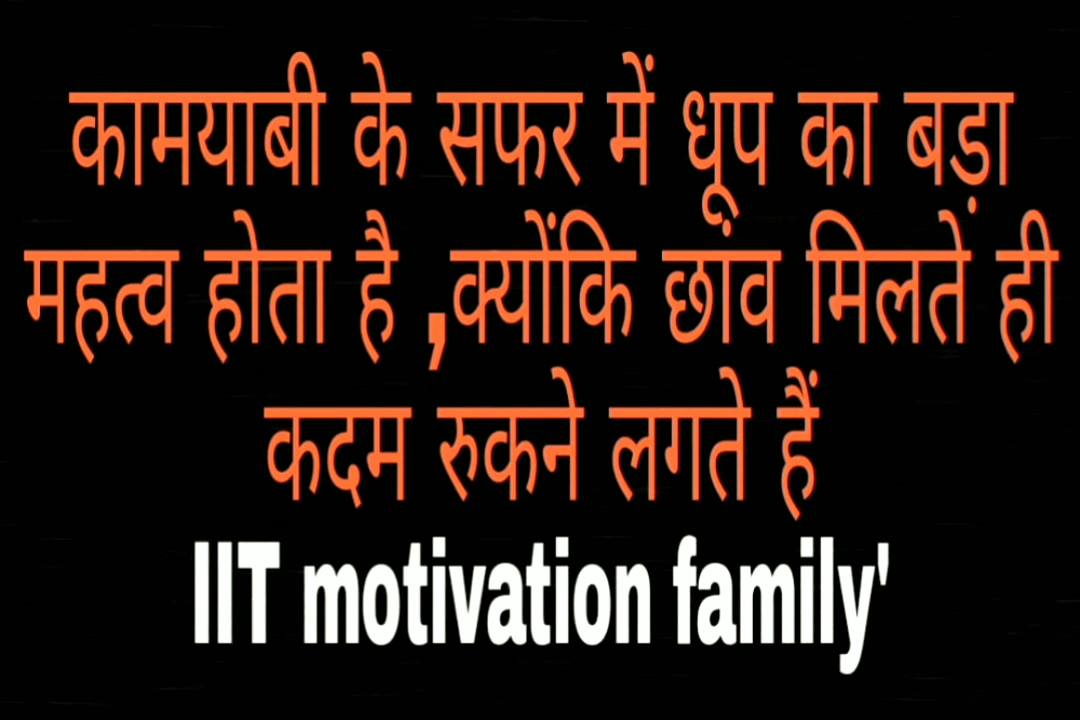 कामयाबी के सफर में धूप का बड़ा
महत्व होता है ,क्योंकि छांव मिलते ही
कदम रुकने लगते हैं
IIT motivation family'